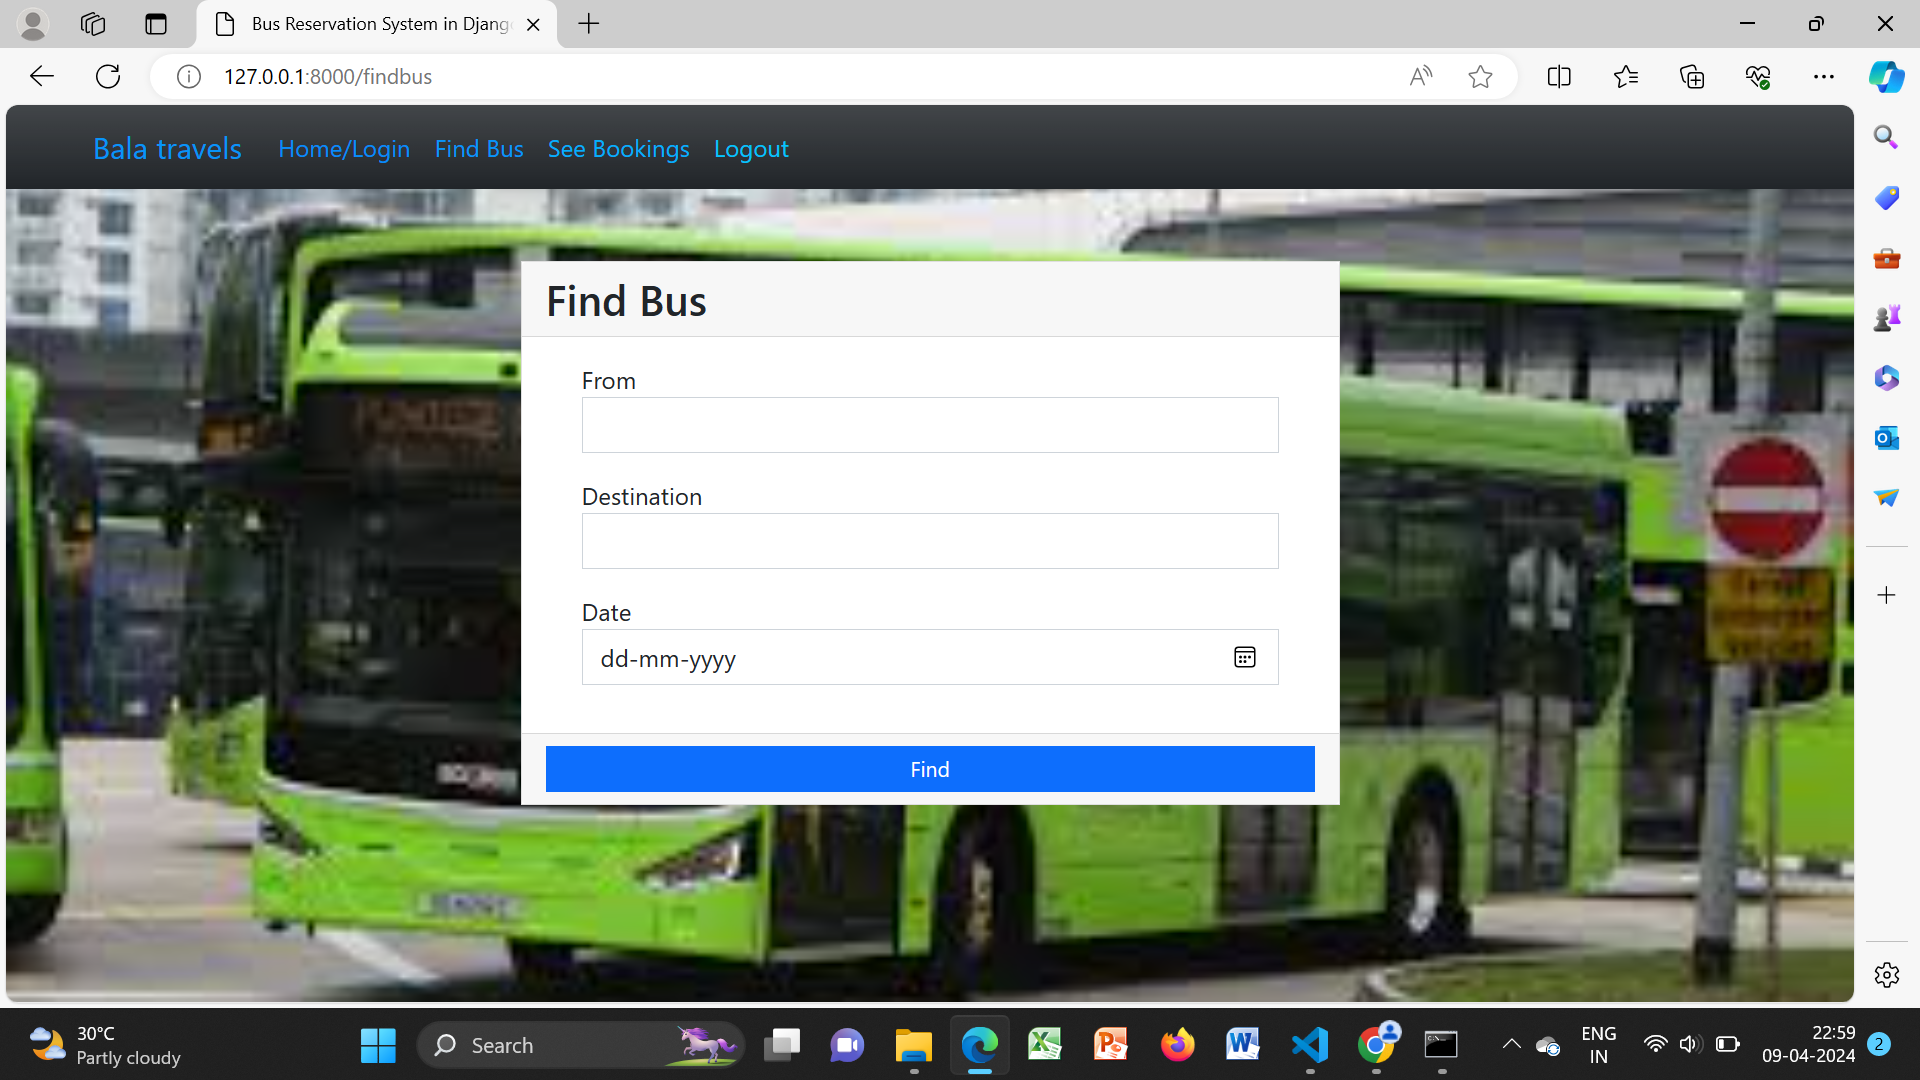 Bus Reservation System in Djang
127.0.0.1:8000/findbus
Bala travels Home/Login Find Bus See Bookings Logout
Find Bus
From
Destination
Date
dd-mm-yyyy
Find
30°C
Partly cloudy
Search
ENG
IN
22:59
09-04-2024
2